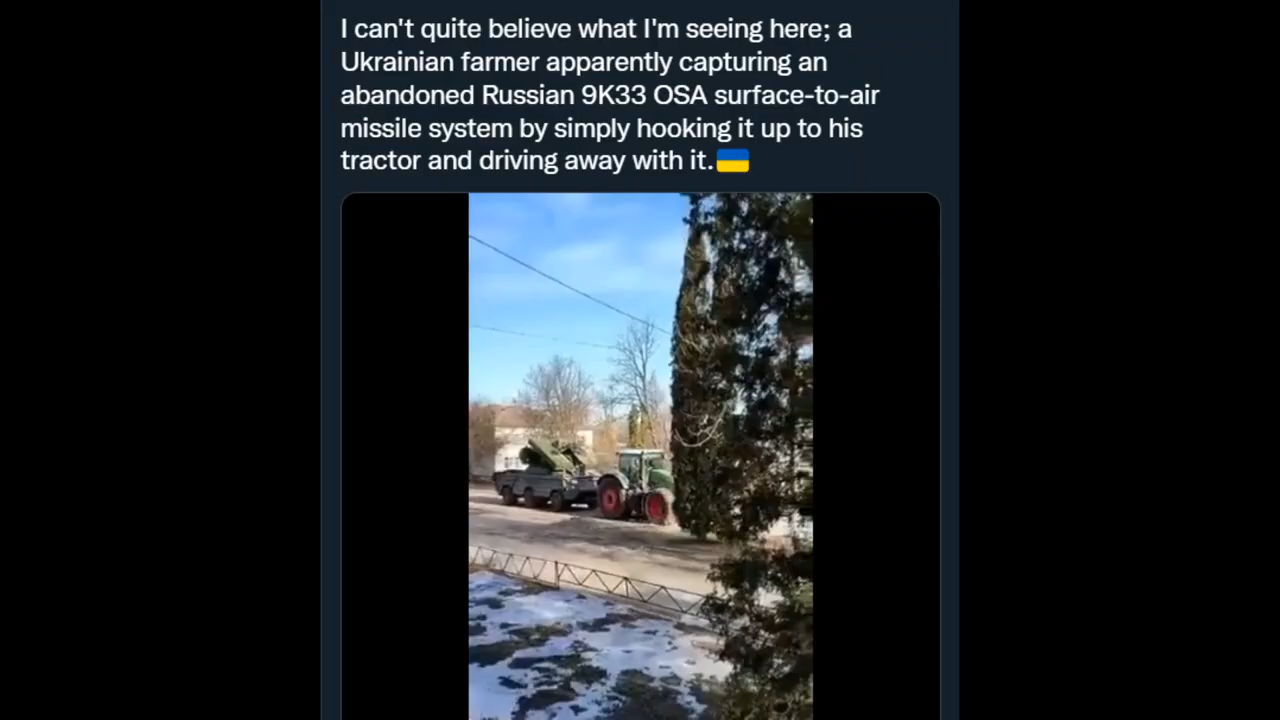 I can't quite believe what I'm seeing here; a
Ukrainian farmer apparently capturing an
abandoned Russian 9K33 OSA surface-to-air
missile system by simply hooking it up to his
tractor and driving away with it.🇺🇦